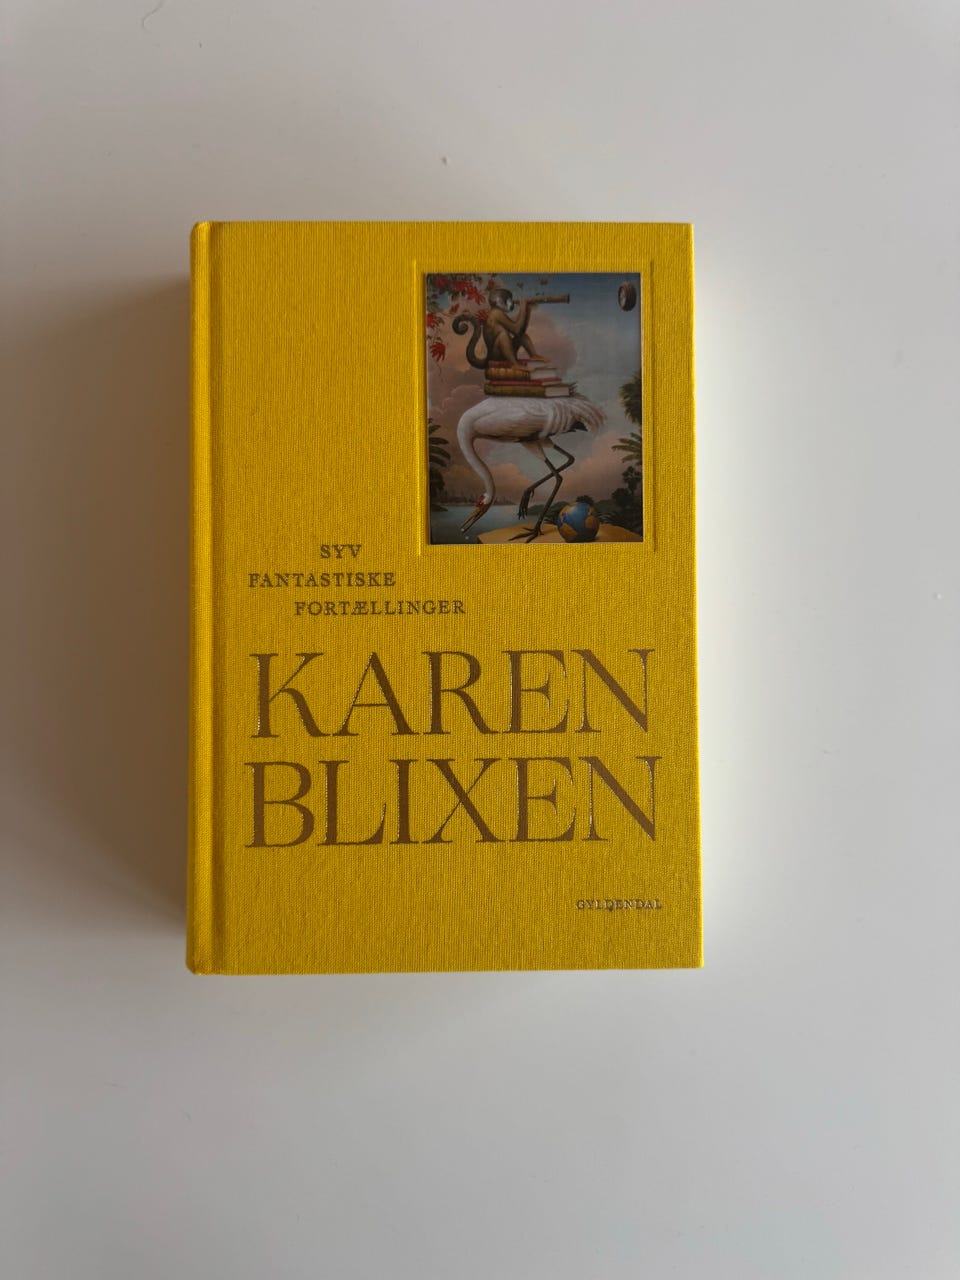 SYV
FANTASTISKE
FORTÆLLINGER
KAREN
BLIXEN
GYLDENDAL